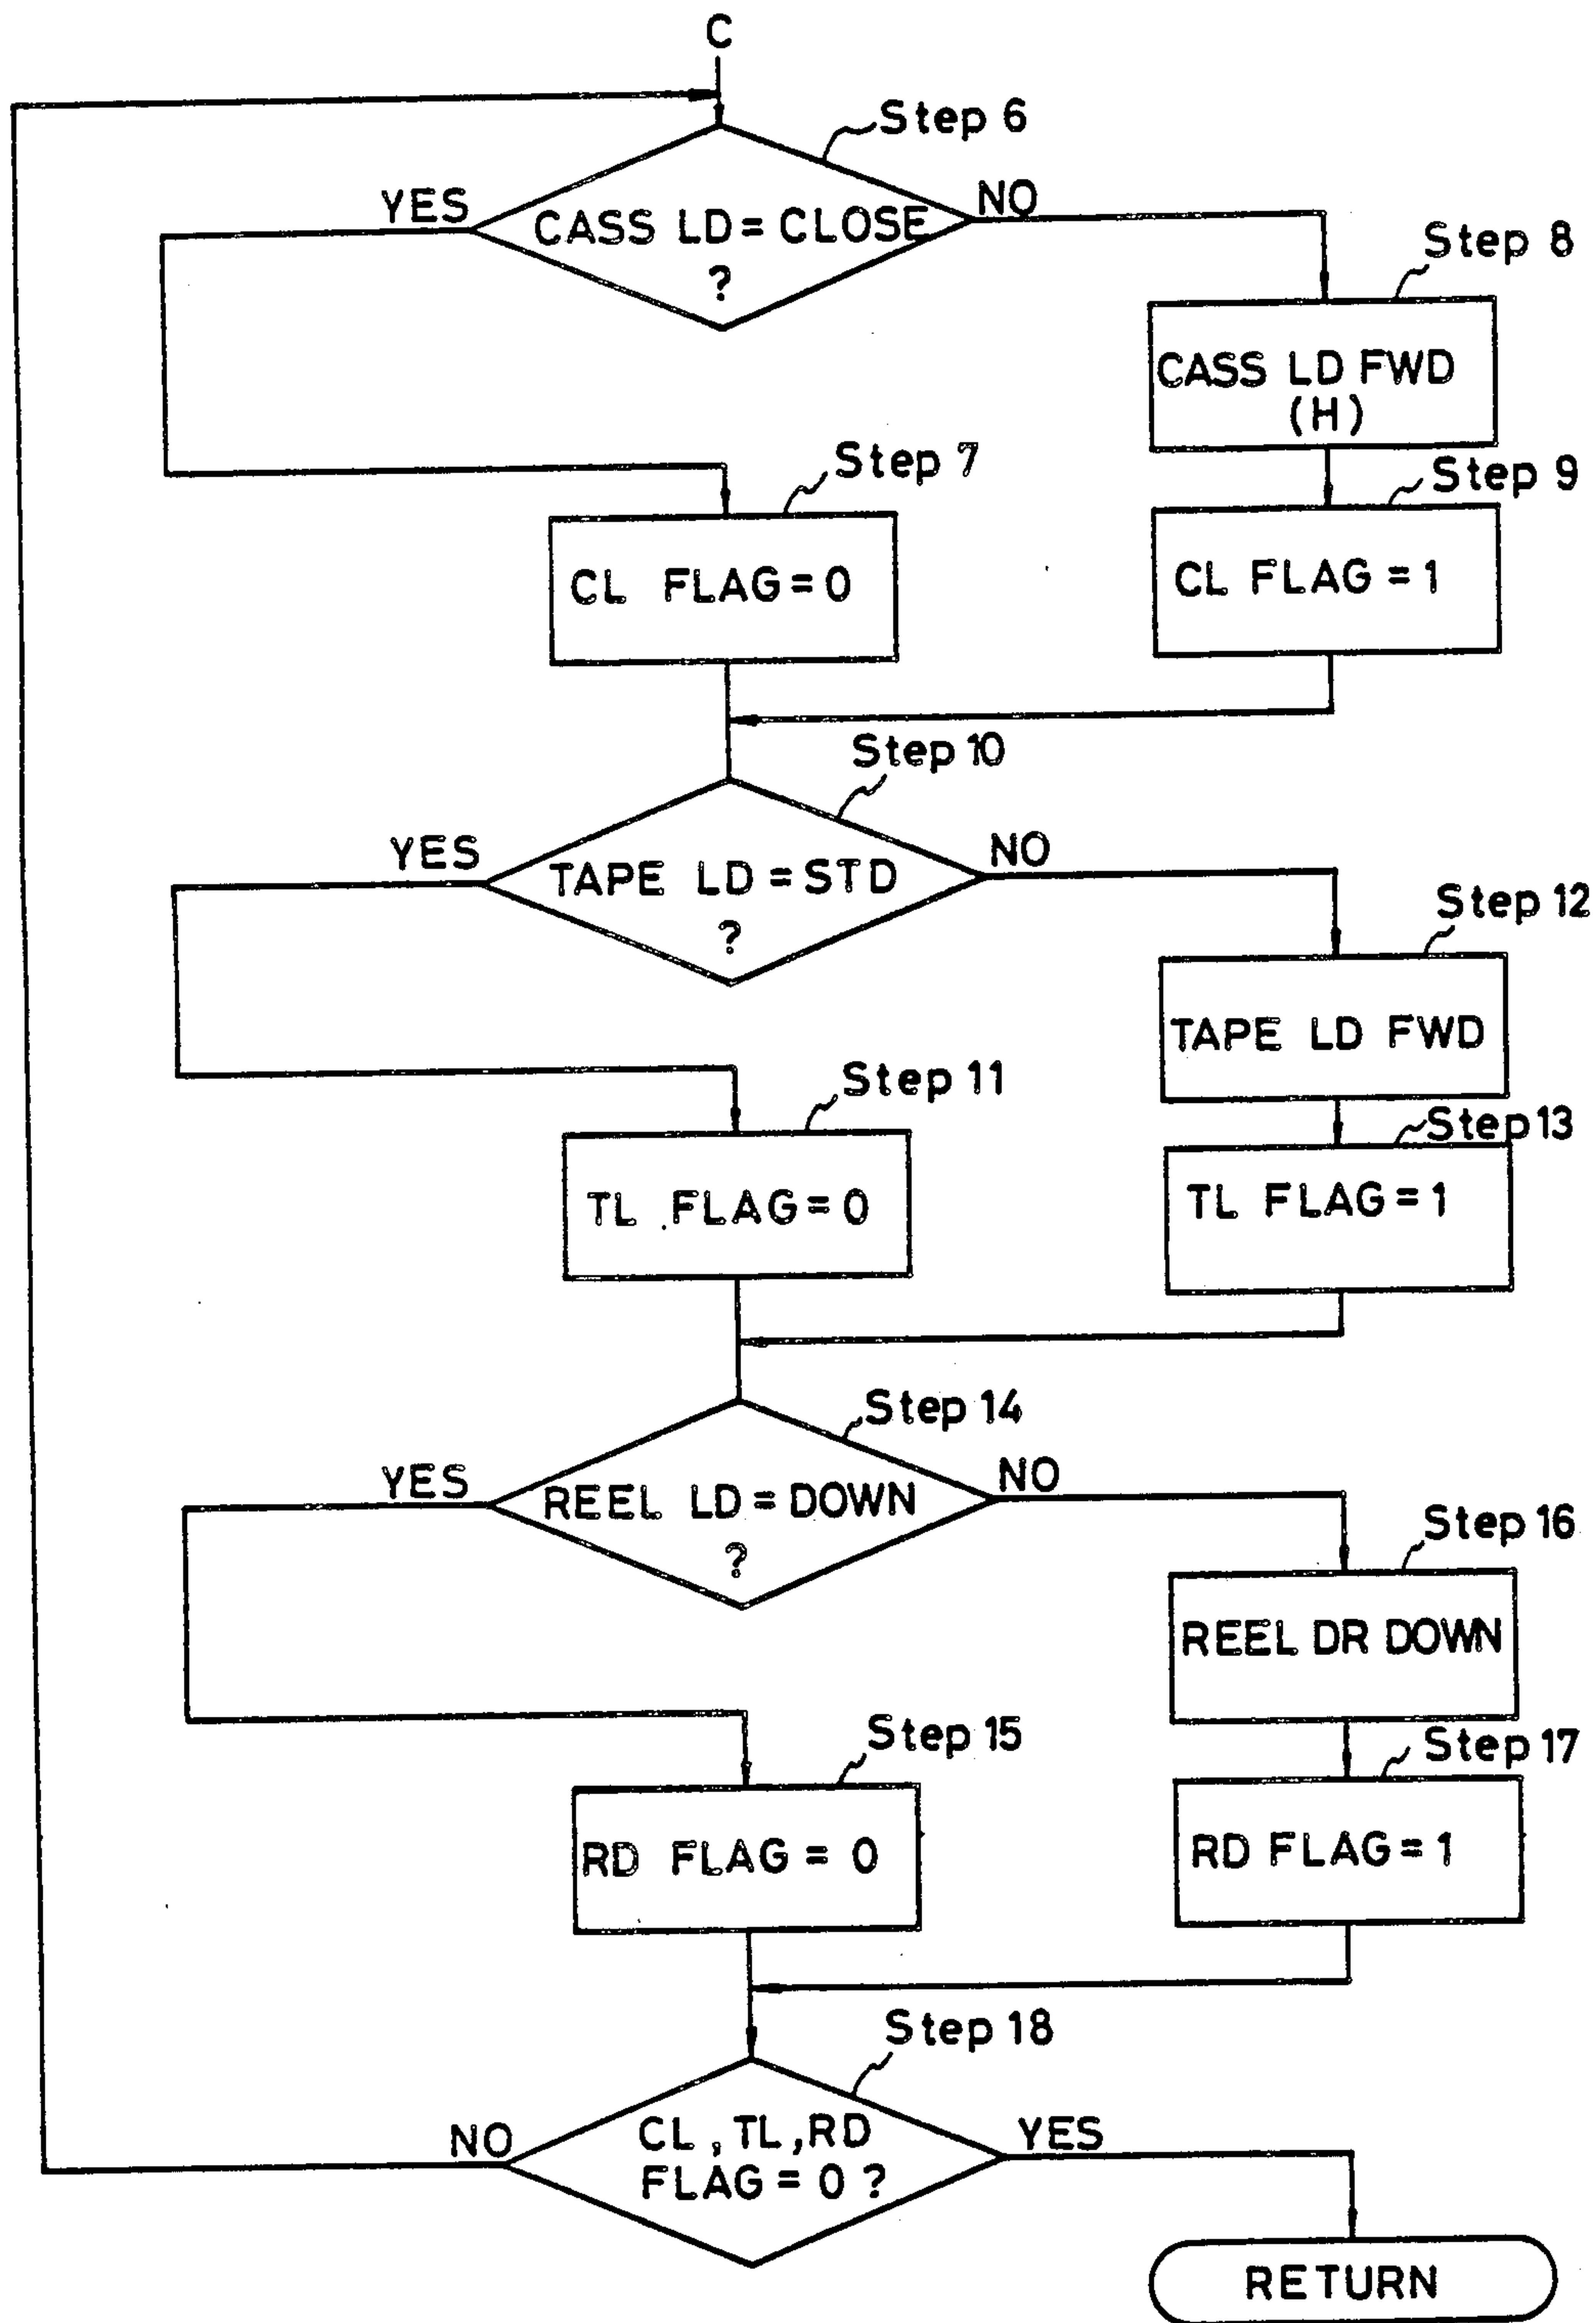 C
Step 6
YES
NO
CASS LD = CLOSE
?
Step 8
CASS LD FWD
(H)
Step 7
Step 9
CL FLAG = 0
CL FLAG = 1
Step 10
YES
NO
TAPE LD = STD
?
Step 12
TAPE LD FWD
Step 11
Step 13
TL FLAG = 0
TL FLAG = 1
Step 14
YES
NO
REEL LD = DOWN
?
Step 16
REEL DR DOWN
Step 15
Step 17
RD FLAG = 0
RD FLAG = 1
Step 18
NO
CL, TL, RD
FLAG = 0 ?
YES
RETURN